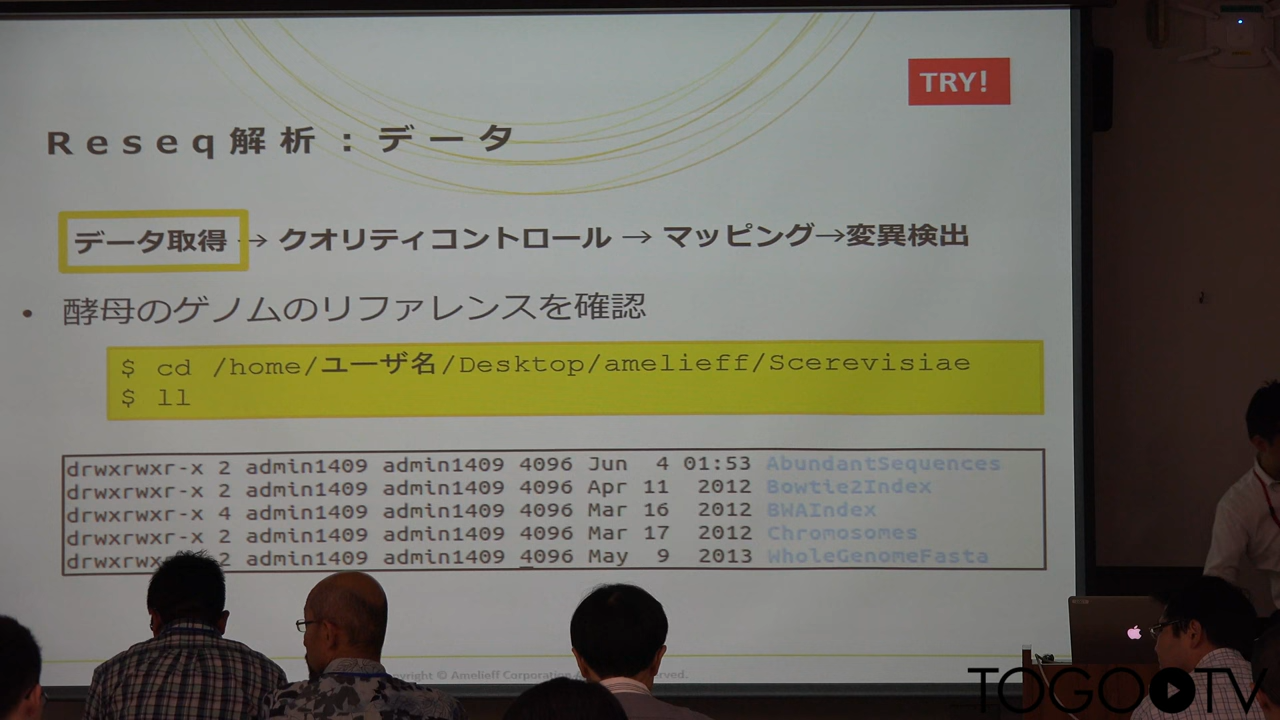 TRY!
Reseq解析：データ
データ取得 → クオリティコントロール → マッピング→変異検出
• 酵母のゲノムのリファレンスを確認
$ cd /home/ユーザ名/Desktop/amelieff/Scerevisiae
$ ll
drwxrwxr-x 2 admin1409 admin1409 4096 Jun 4 01:53 AbundantSequences
drwxrwxr-x 2 admin1409 admin1409 4096 Apr 11 2012 Bowtie2Index
drwxrwxr-x 4 admin1409 admin1409 4096 Mar 16 2012 BWAIndex
drwxrwxr-x 2 admin1409 admin1409 4096 Mar 17 2012 Chromosomes
drwxrwx 2 admin1409 admin1409 4096 May 9 2013 WholeGenomeFasta
© Amelieff Corporation
TOGOTV